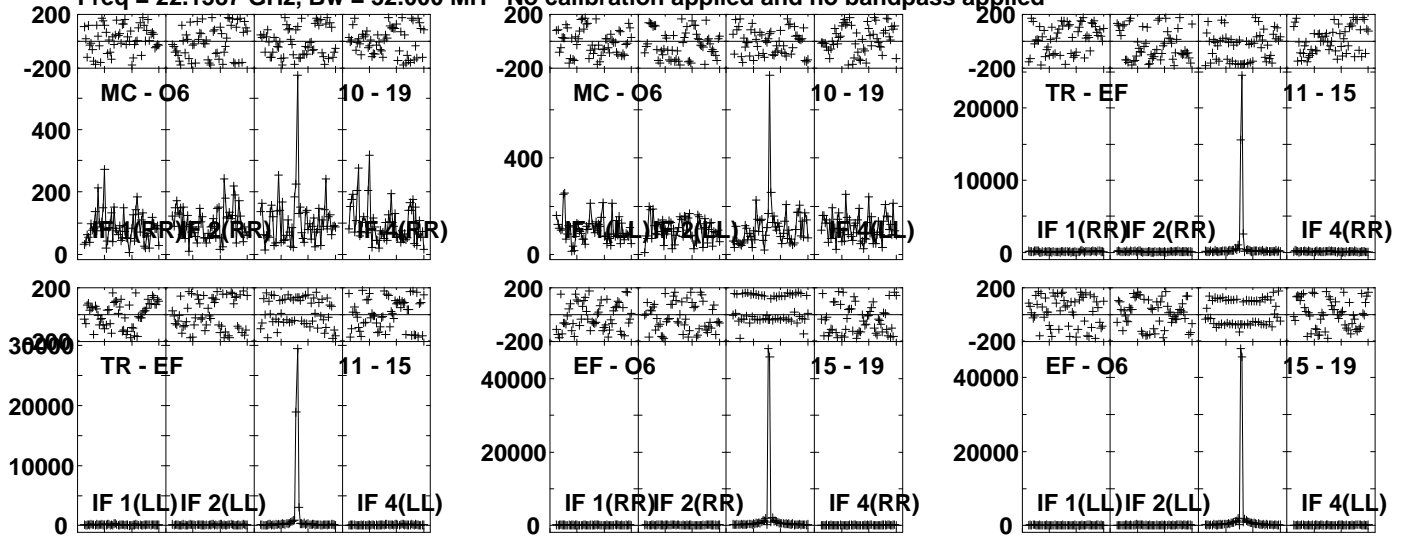 Freq = GHz, Bw = MH No calibration applied and no bandpass applied
200 200 200
-200 -200 -200
MC - O6 10 - 19 MC - O6 10 - 19 TR - EF 11 - 15
20000
400 400
10000
200
IF 1(RR) IF 2(RR) IF 4(RR) IF 1(LL) IF 2(LL) IF 4(LL) IF 1(RR) IF 2(RR) IF 4(RR)
0 0 0
200 200 200
-200 -200 -200
30000
TR - EF 11 - 15 EF - O6 15 - 19 EF - O6 15 - 19
40000 40000
20000
10000 20000 20000
IF 1(LL) IF 2(LL) IF 4(LL) IF 1(RR) IF 2(RR) IF 4(RR) IF 1(LL) IF 2(LL) IF 4(LL)
0 0 0